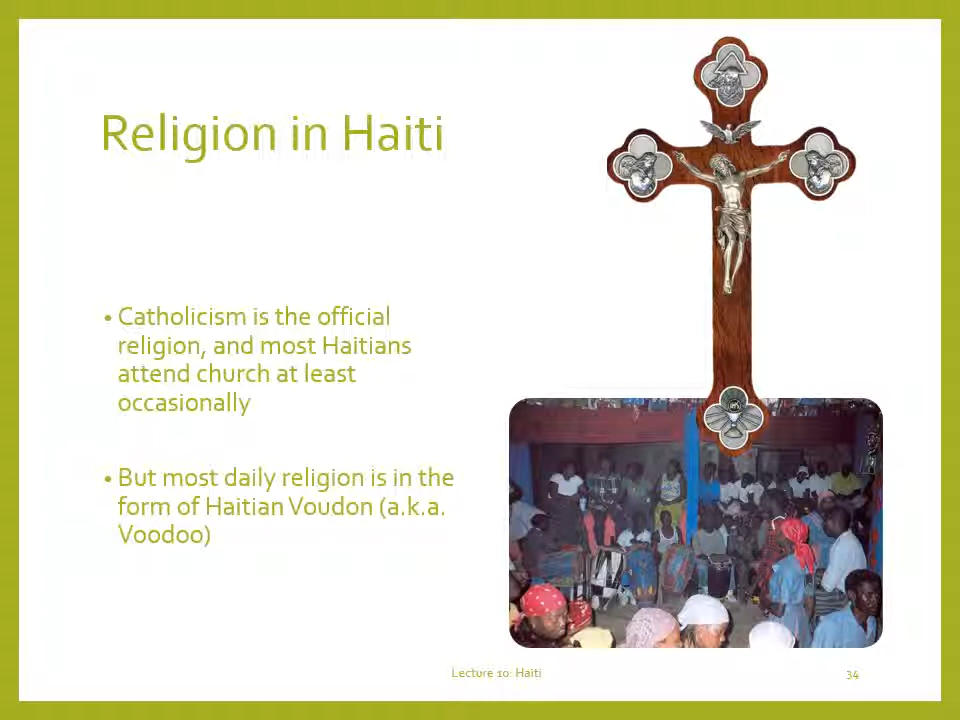 Religion in Haiti
• Catholicism is the official
religion, and most Haitians
attend church at least
occasionally
• But most daily religion is in the
form of Haitian Voudon (a.k.a.
Voodoo)
Lecture 10: Haiti
34